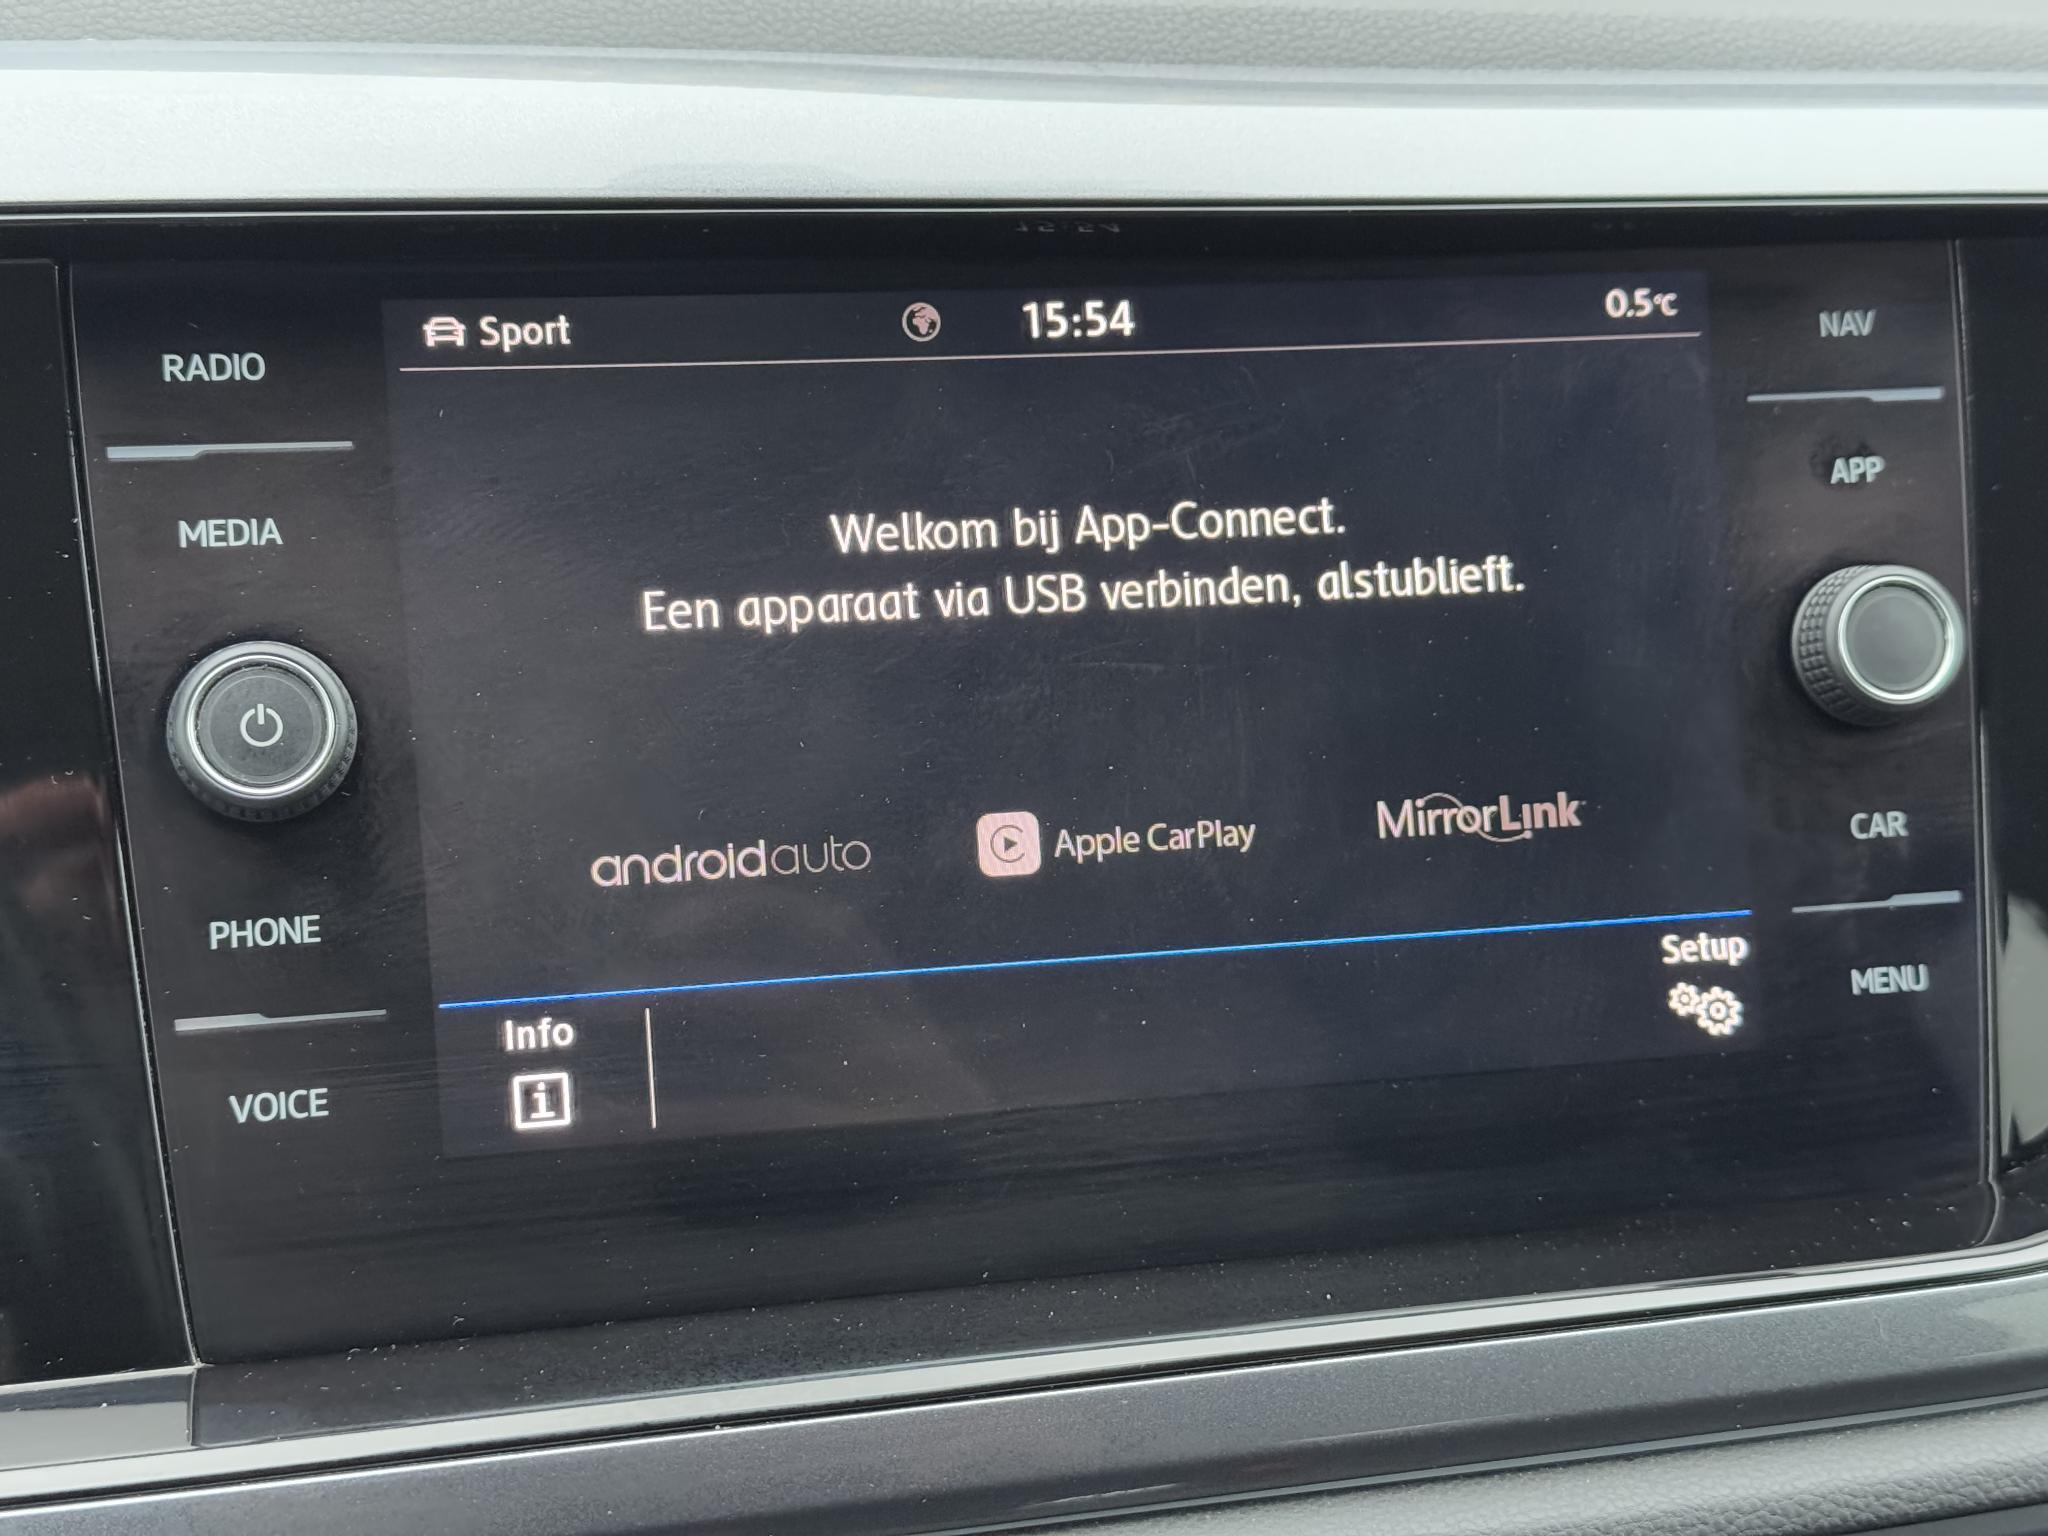 Sport
15:54
0.5°C
RADIO
MEDIA
PHONE
VOICE
NAV
APP
CAR
MENU
Welkom bij App-Connect.
Een apparaat via USB verbinden, alstublieft.
androidauto
Apple CarPlay
MirrorLink
Info
Setup